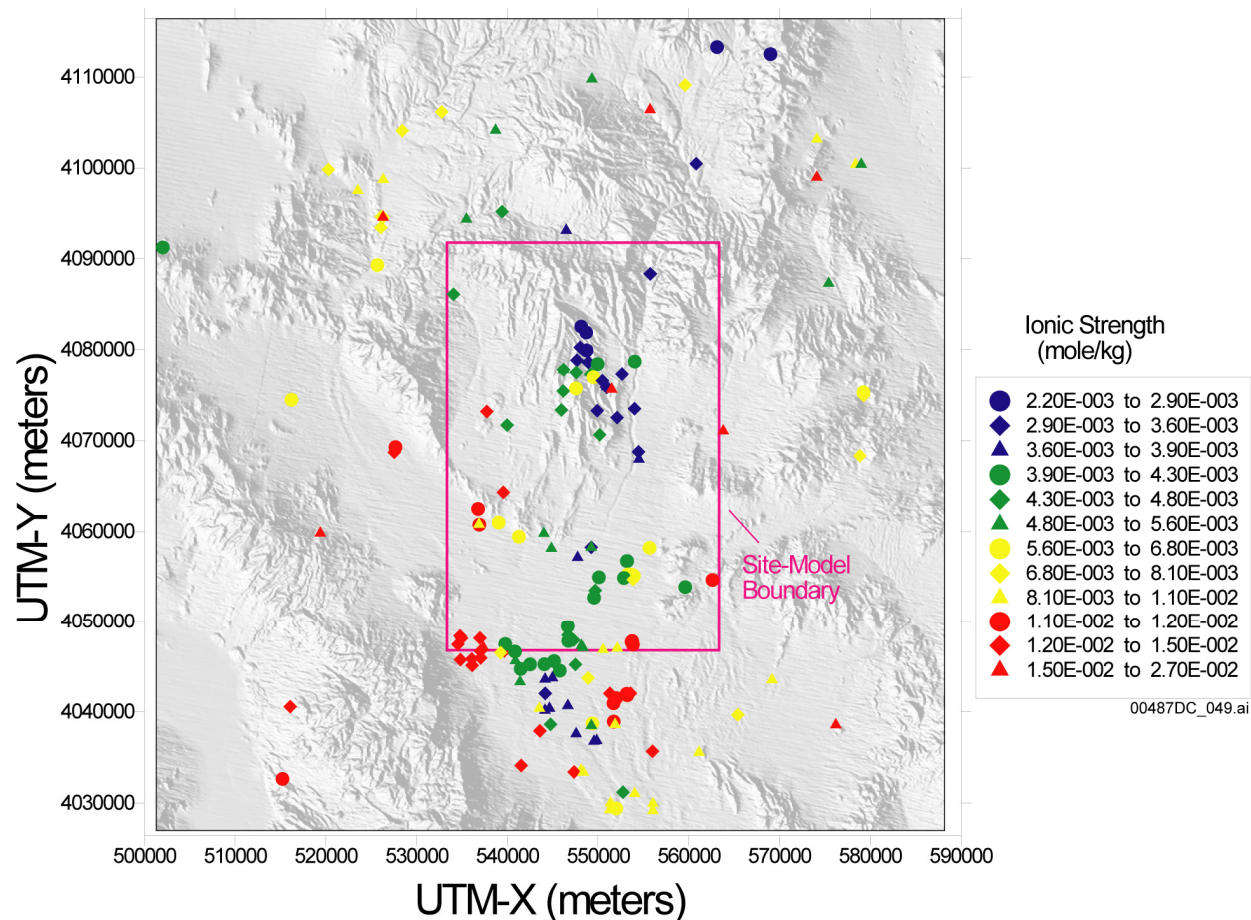 4110000
4100000
4090000
4080000
4070000
4060000
4050000
4040000
4030000
UTM-Y (meters)
500000 510000 520000 530000 540000 550000 560000 570000 580000 590000
UTM-X (meters)
Site-Model
Boundary
Ionic Strength
(mole/kg)
2.20E-003 to 2.90E-003
2.90E-003 to 3.60E-003
3.60E-003 to 3.90E-003
3.90E-003 to 4.30E-003
4.30E-003 to 4.80E-003
4.80E-003 to 5.60E-003
5.60E-003 to 6.80E-003
6.80E-003 to 8.10E-003
8.10E-003 to 1.10E-002
1.10E-002 to 1.20E-002
1.20E-002 to 1.50E-002
1.50E-002 to 2.70E-002
00487DC_049.ai